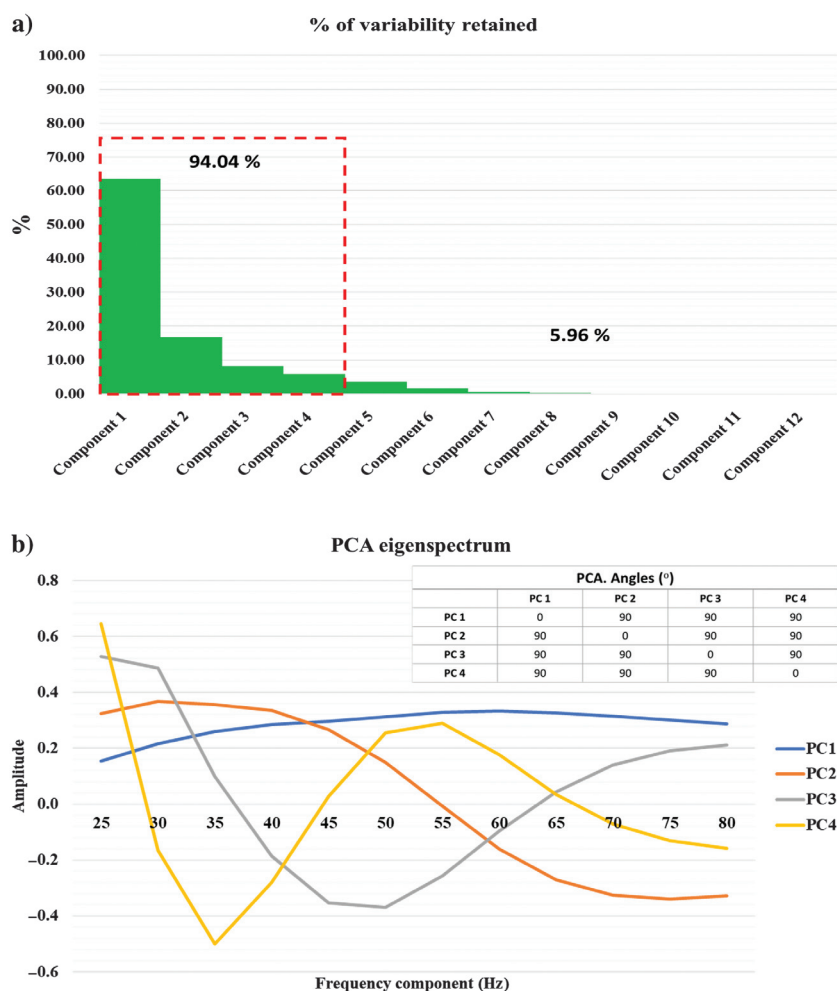 a)
% of variability retained
100.00
90.00
80.00
70.00
60.00
50.00
40.00
30.00
20.00
10.00
0.00
%
94.04 %
5.96 %
Component 1
Component 2
Component 3
Component 4
Component 5
Component 6
Component 7
Component 8
Component 9
Component 10
Component 11
Component 12
b)
PCA eigenspectrum
0.8
0.6
0.4
0.2
0.0
–0.2
–0.4
–0.6
Amplitude
PCA. Angles (º)
PC 1 PC 2 PC 3 PC 4
PC 1 0 90 90 90
PC 2 90 0 90 90
PC 3 90 90 0 90
PC 4 90 90 90 0
25 30 35 40 45 50 55 60 65 70 75 80
PC1
PC2
PC3
PC4
Frequency component (Hz)